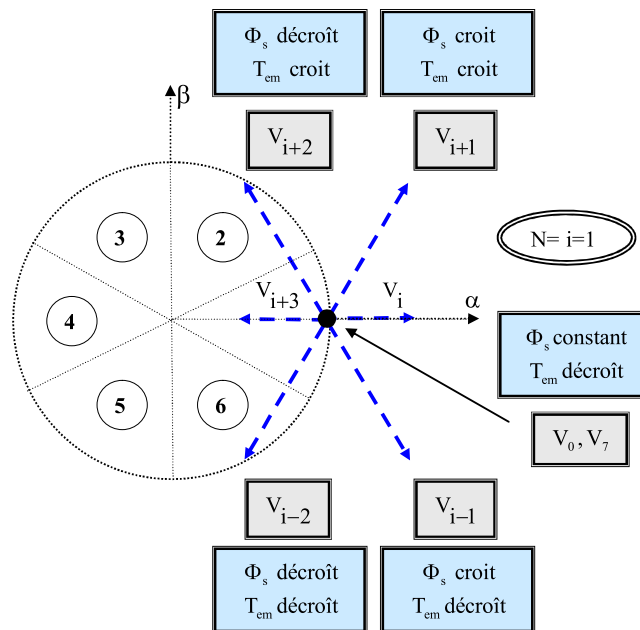 Φs décroît
Tem croit
Φs croit
Tem croit
β
Vi+2
Vi+1
3
2
N= i=1
Vi+3
Vi
α
4
Φs constant
Tem décroît
5
6
V0 , V7
Vi−2
Vi−1
Φs décroît
Tem décroît
Φs croit
Tem décroît